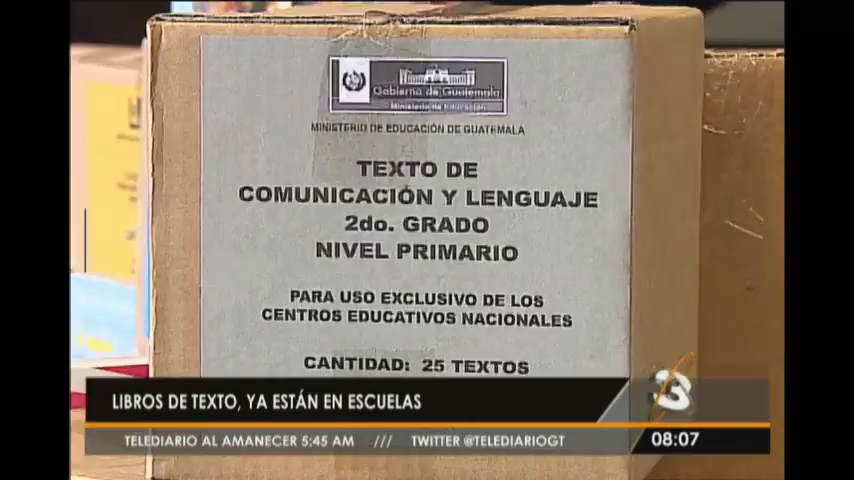 Gobierno de Guatemala
Ministerio de Educación
MINISTERIO DE EDUCACIÓN DE GUATEMALA
TEXTO DE
COMUNICACIÓN Y LENGUAJE
2do. GRADO
NIVEL PRIMARIO
PARA USO EXCLUSIVO DE LOS
CENTROS EDUCATIVOS NACIONALES
CANTIDAD: 25 TEXTOS
LIBROS DE TEXTO, YA ESTÁN EN ESCUELAS
3
TELEDIARIO AL AMANECER 5:45 AM /// TWITTER @TELEDIARIOGT
08:07